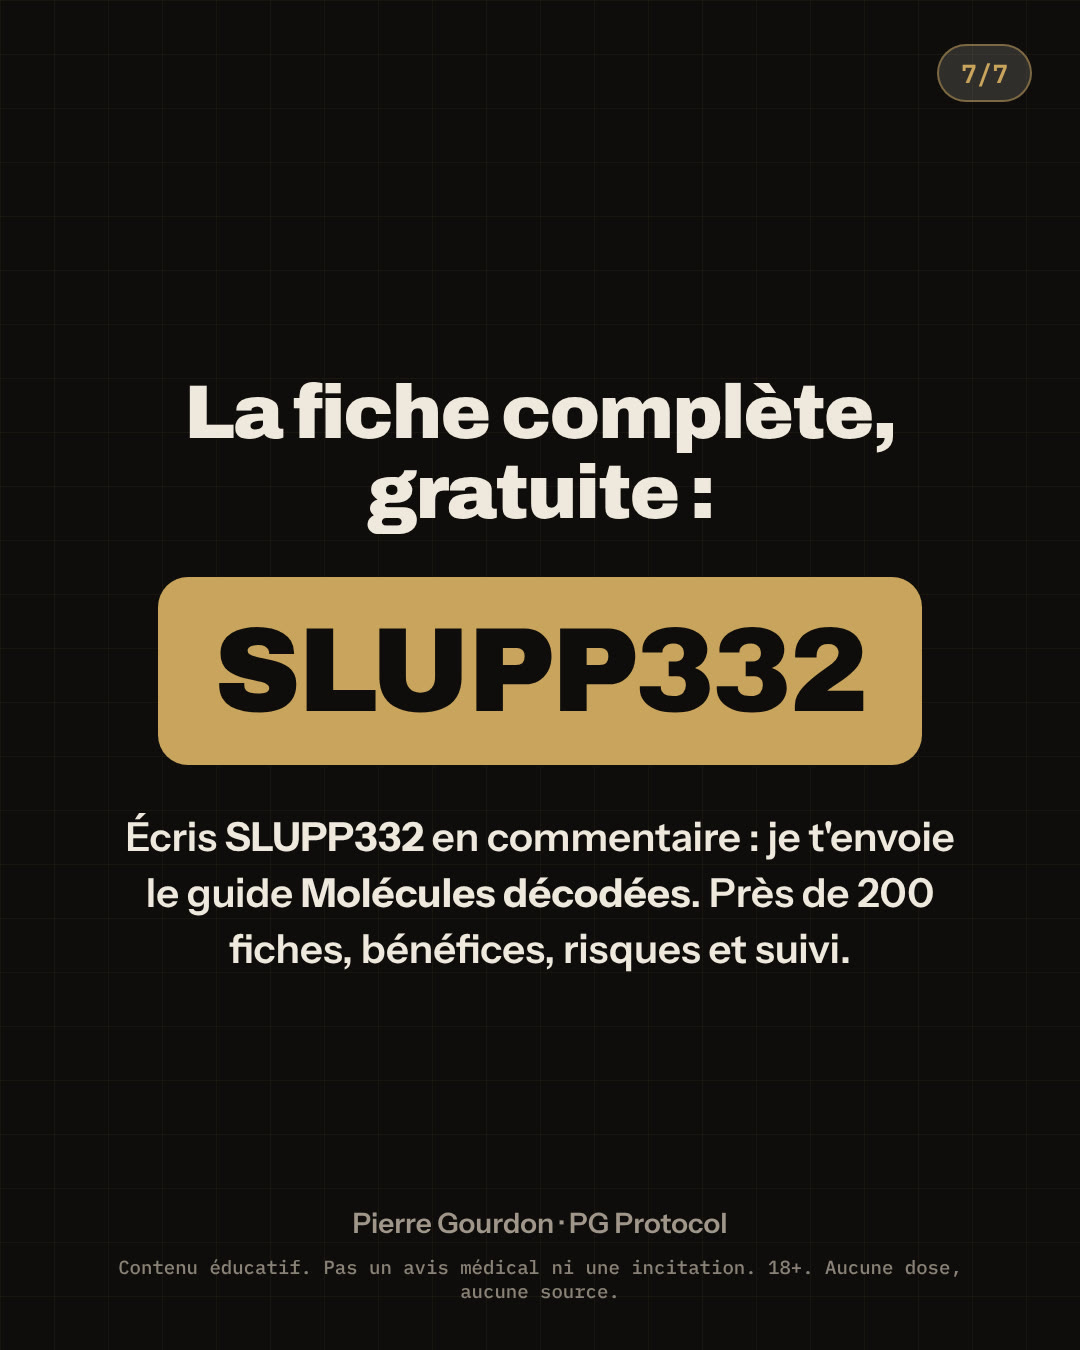 7/7
La fiche complète,
gratuite :
SLUPP332
Écris SLUPP332 en commentaire : je t'envoie
le guide Molécules décodées. Près de 200
fiches, bénéfices, risques et suivi.
Pierre Gourdon · PG Protocol
Contenu éducatif. Pas un avis médical ni une incitation. 18+. Aucune dose,
aucune source.